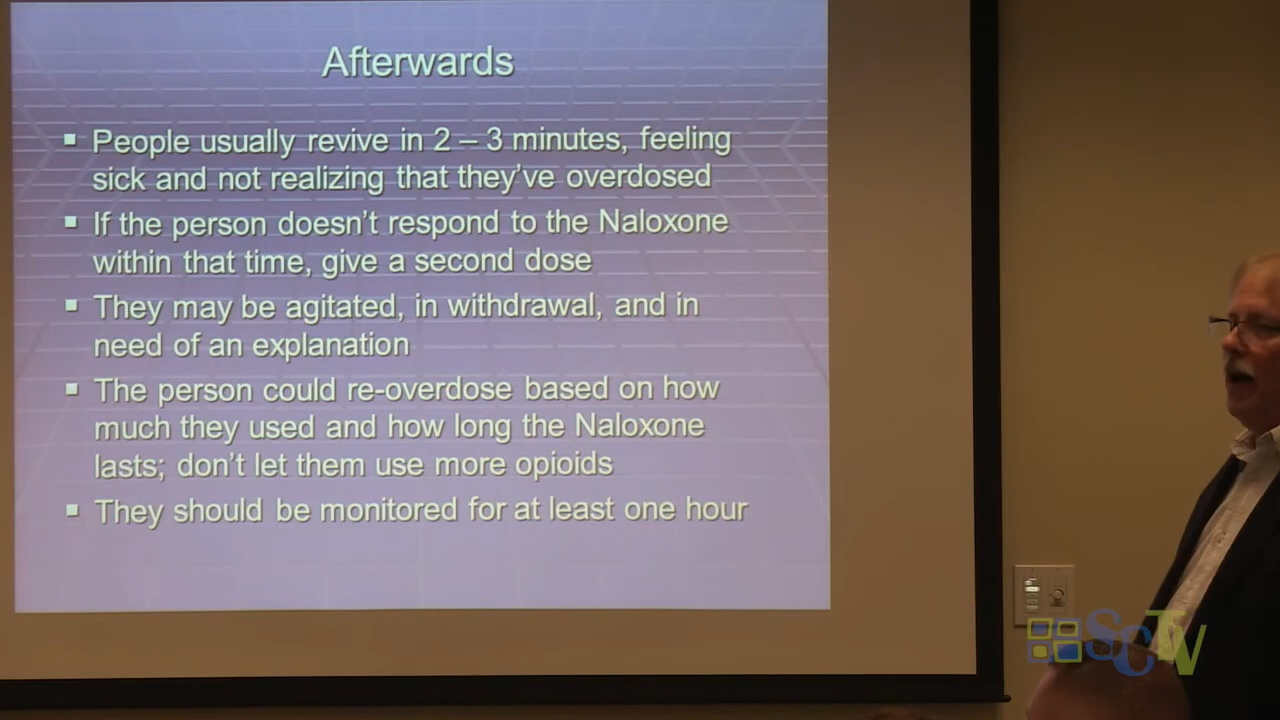 Afterwards
▪ People usually revive in 2 – 3 minutes, feeling
sick and not realizing that they've overdosed
▪ If the person doesn't respond to the Naloxone
within that time, give a second dose
▪ They may be agitated, in withdrawal, and in
need of an explanation
▪ The person could re-overdose based on how
much they used and how long the Naloxone
lasts; don't let them use more opioids
▪ They should be monitored for at least one hour
SCTV